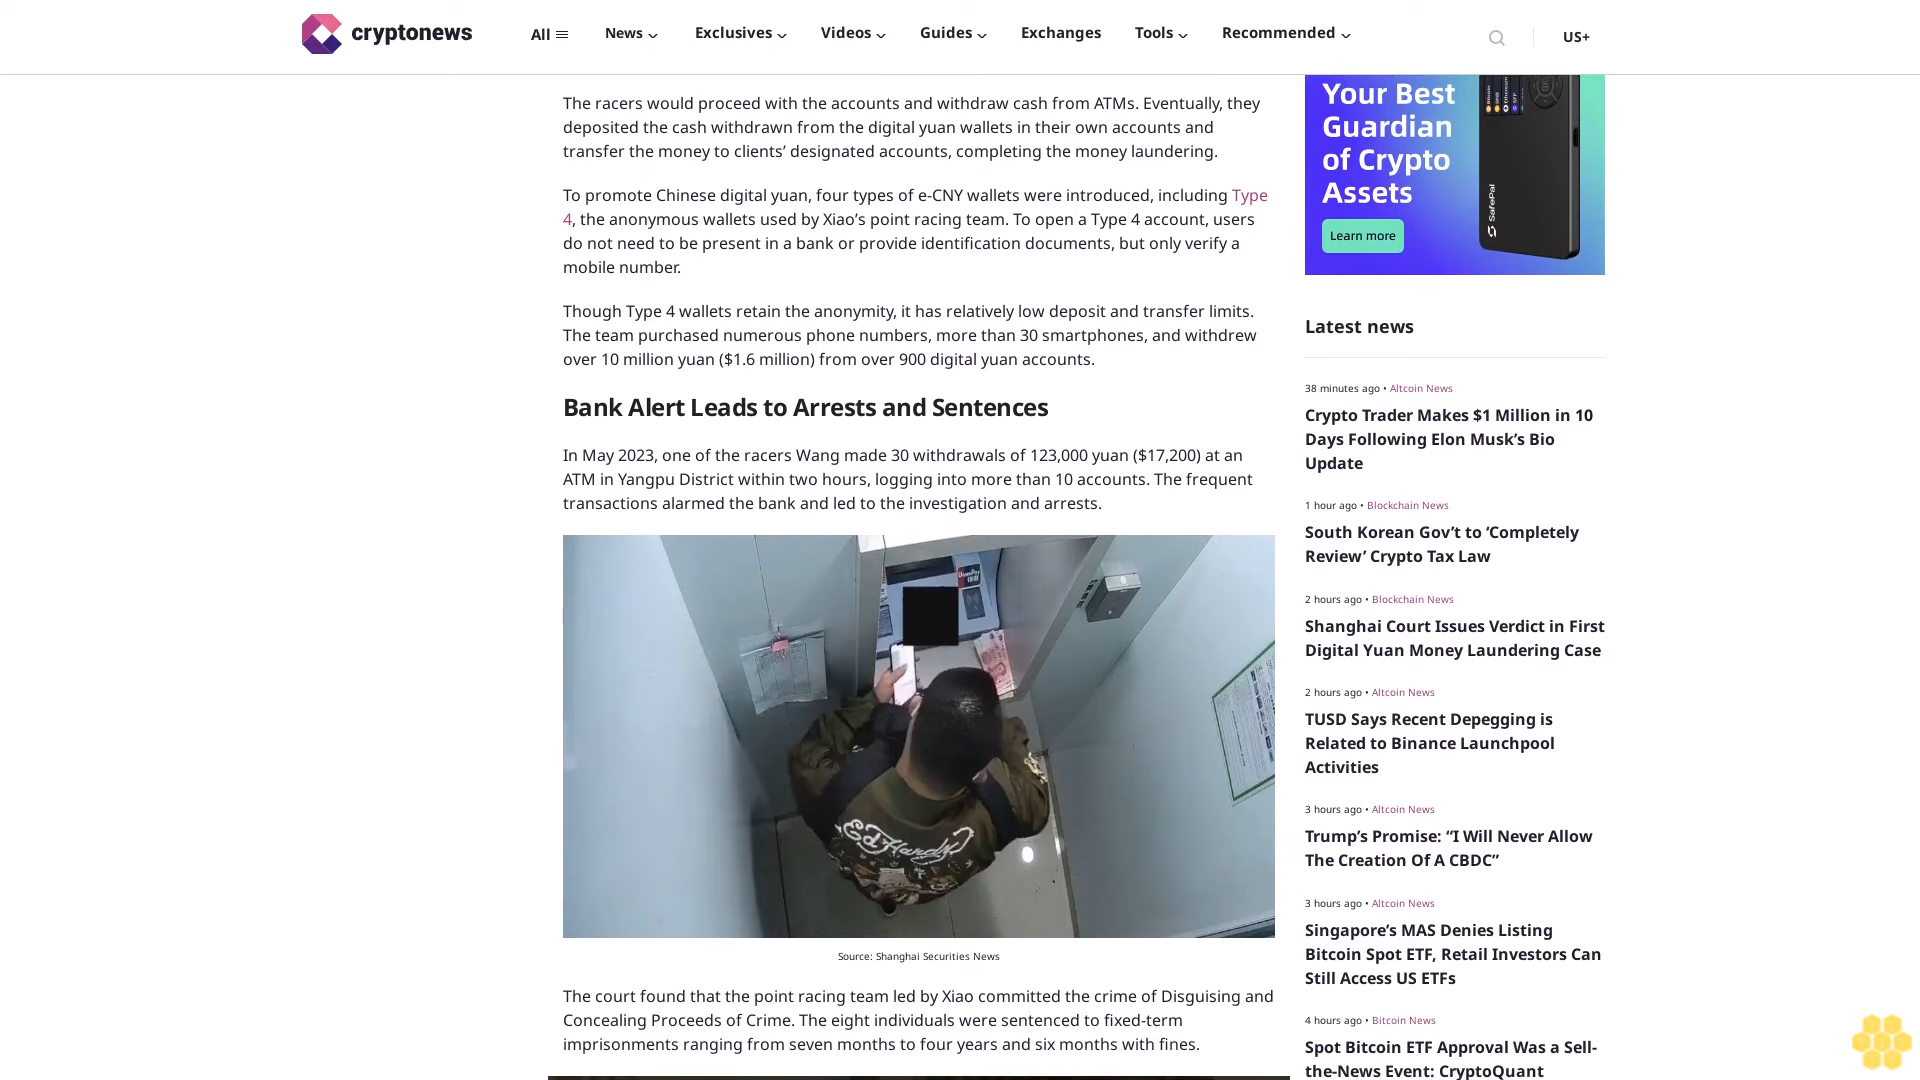 cryptonews
All
News
Exclusives
Videos
Guides
Exchanges
Tools
Recommended
US+
The racers would proceed with the accounts and withdraw cash from ATMs. Eventually, they
deposited the cash withdrawn from the digital yuan wallets in their own accounts and
transfer the money to clients’ designated accounts, completing the money laundering.
To promote Chinese digital yuan, four types of e-CNY wallets were introduced, including Type
4, the anonymous wallets used by Xiao’s point racing team. To open a Type 4 account, users
do not need to be present in a bank or provide identification documents, but only verify a
mobile number.
Though Type 4 wallets retain the anonymity, it has relatively low deposit and transfer limits.
The team purchased numerous phone numbers, more than 30 smartphones, and withdrew
over 10 million yuan ($1.6 million) from over 900 digital yuan accounts.
Bank Alert Leads to Arrests and Sentences
In May 2023, one of the racers Wang made 30 withdrawals of 123,000 yuan ($17,200) at an
ATM in Yangpu District within two hours, logging into more than 10 accounts. The frequent
transactions alarmed the bank and led to the investigation and arrests.
UnionPay
Ed Hardy
Source: Shanghai Securities News
The court found that the point racing team led by Xiao committed the crime of Disguising and
Concealing Proceeds of Crime. The eight individuals were sentenced to fixed-term
imprisonments ranging from seven months to four years and six months with fines.
Your Best
Guardian
of Crypto
Assets
Learn more
SafePal
Latest news
38 minutes ago • Altcoin News
Crypto Trader Makes $1 Million in 10
Days Following Elon Musk’s Bio
Update
1 hour ago • Blockchain News
South Korean Gov’t to ‘Completely
Review’ Crypto Tax Law
2 hours ago • Blockchain News
Shanghai Court Issues Verdict in First
Digital Yuan Money Laundering Case
2 hours ago • Altcoin News
TUSD Says Recent Depegging is
Related to Binance Launchpool
Activities
3 hours ago • Altcoin News
Trump’s Promise: “I Will Never Allow
The Creation Of A CBDC”
3 hours ago • Altcoin News
Singapore’s MAS Denies Listing
Bitcoin Spot ETF, Retail Investors Can
Still Access US ETFs
4 hours ago • Bitcoin News
Spot Bitcoin ETF Approval Was a Sell-
the-News Event: CryptoQuant